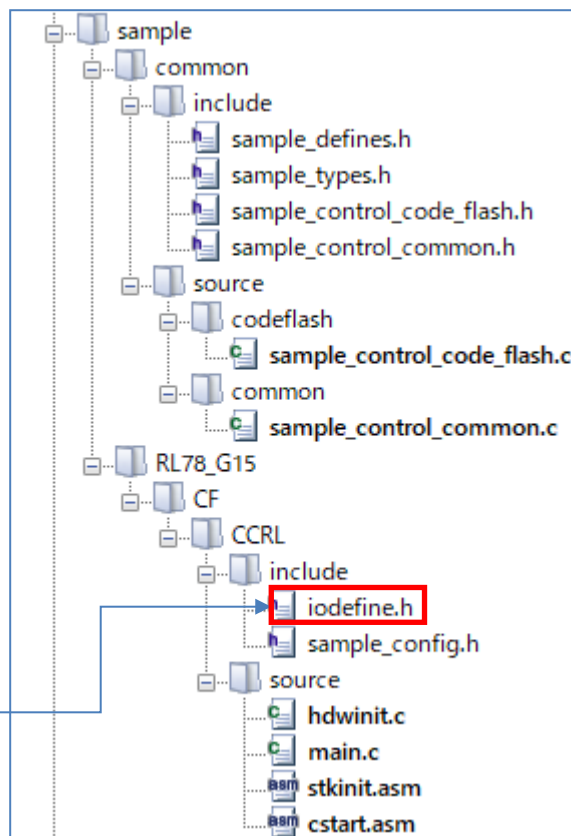 sample
common
include
sample_defines.h
sample_types.h
sample_control_code_flash.h
sample_control_common.h
source
codeflash
sample_control_code_flash.c
common
sample_control_common.c
RL78_G15
CF
CCRL
include
iodefine.h
sample_config.h
source
hdwinit.c
main.c
stkinit.asm
cstart.asm